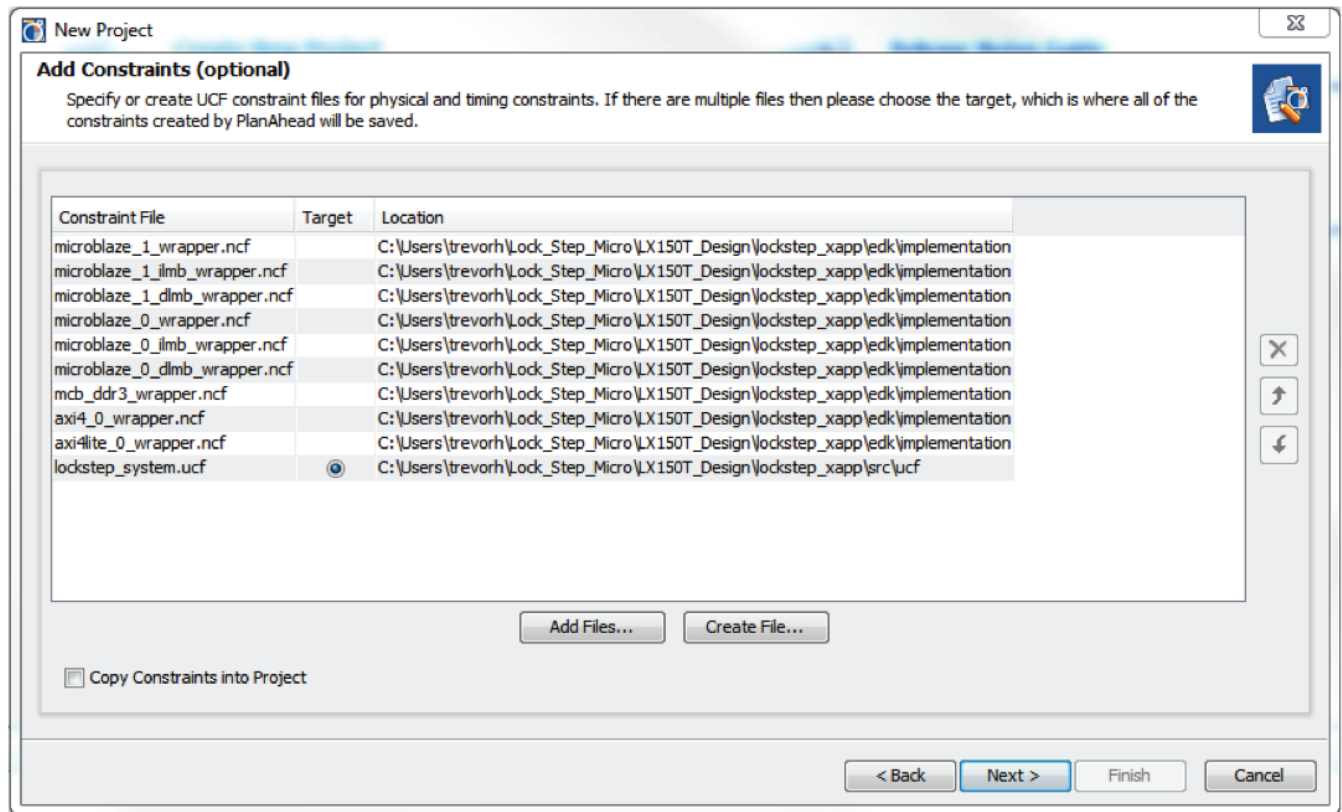 New Project
Add Constraints (optional)
Specify or create UCF constraint files for physical and timing constraints. If there are multiple files then please choose the target, which is where all of the
constraints created by PlanAhead will be saved.
Constraint File Target Location
microblaze_1_wrapper.ncf C:\Users\trevorh\Lock_Step_Micro\LX150T_Design\lockstep_xapp\edk\implementation
microblaze_1_ilmb_wrapper.ncf C:\Users\trevorh\Lock_Step_Micro\LX150T_Design\lockstep_xapp\edk\implementation
microblaze_1_dlmb_wrapper.ncf C:\Users\trevorh\Lock_Step_Micro\LX150T_Design\lockstep_xapp\edk\implementation
microblaze_0_wrapper.ncf C:\Users\trevorh\Lock_Step_Micro\LX150T_Design\lockstep_xapp\edk\implementation
microblaze_0_ilmb_wrapper.ncf C:\Users\trevorh\Lock_Step_Micro\LX150T_Design\lockstep_xapp\edk\implementation
microblaze_0_dlmb_wrapper.ncf C:\Users\trevorh\Lock_Step_Micro\LX150T_Design\lockstep_xapp\edk\implementation
mcb_ddr3_wrapper.ncf C:\Users\trevorh\Lock_Step_Micro\LX150T_Design\lockstep_xapp\edk\implementation
axi4_0_wrapper.ncf C:\Users\trevorh\Lock_Step_Micro\LX150T_Design\lockstep_xapp\edk\implementation
axi4lite_0_wrapper.ncf C:\Users\trevorh\Lock_Step_Micro\LX150T_Design\lockstep_xapp\edk\implementation
lockstep_system.ucf C:\Users\trevorh\Lock_Step_Micro\LX150T_Design\lockstep_xapp\src\ucf
Add Files... Create File...
Copy Constraints into Project
< Back Next > Finish Cancel